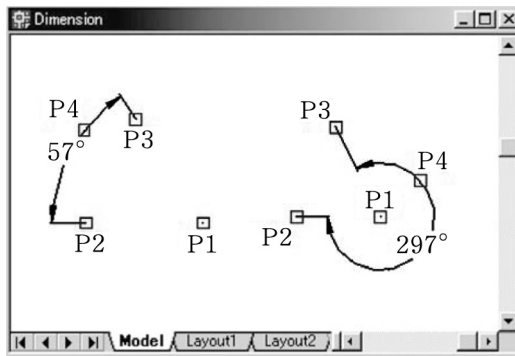 Dimension
P4
P3
57°
P2
P1
P3
P4
P1
P2
297°
Model
Layout1
Layout2